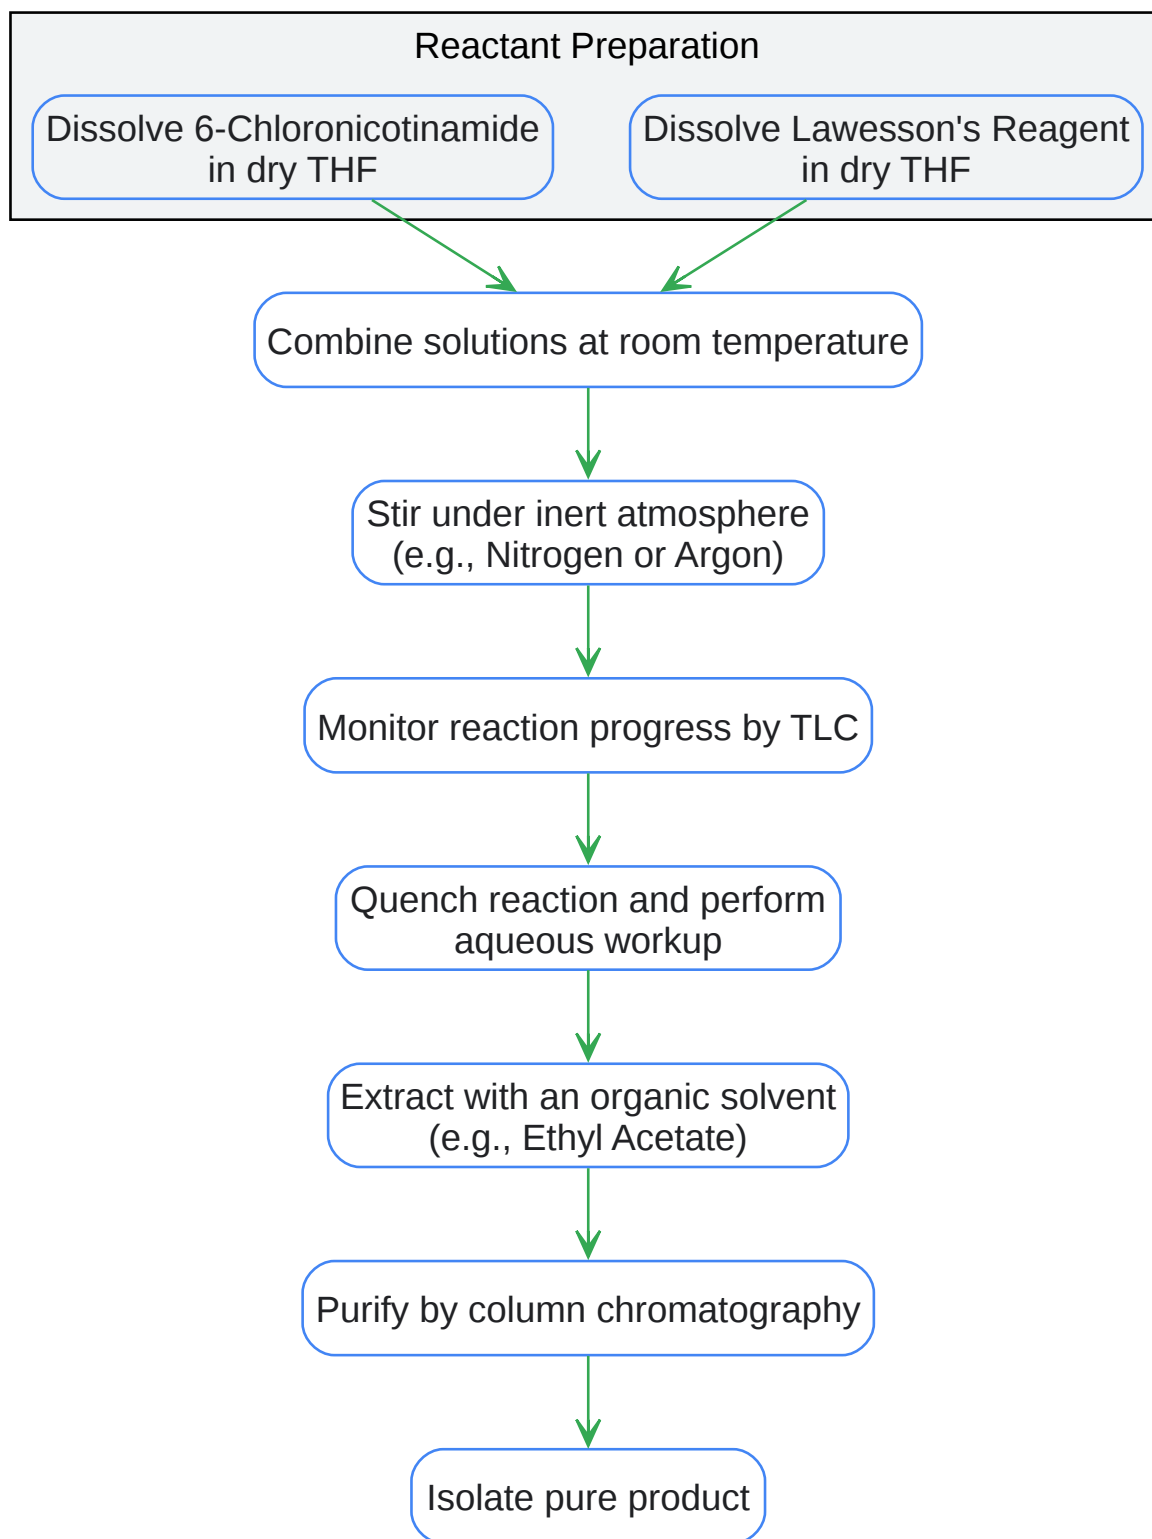 Reactant Preparation
Dissolve 6-Chloronicotinamide
in dry THF
Dissolve Lawesson's Reagent
in dry THF
Combine solutions at room temperature
Stir under inert atmosphere
(e.g., Nitrogen or Argon)
Monitor reaction progress by TLC
Quench reaction and perform
aqueous workup
Extract with an organic solvent
(e.g., Ethyl Acetate)
Purify by column chromatography
Isolate pure product